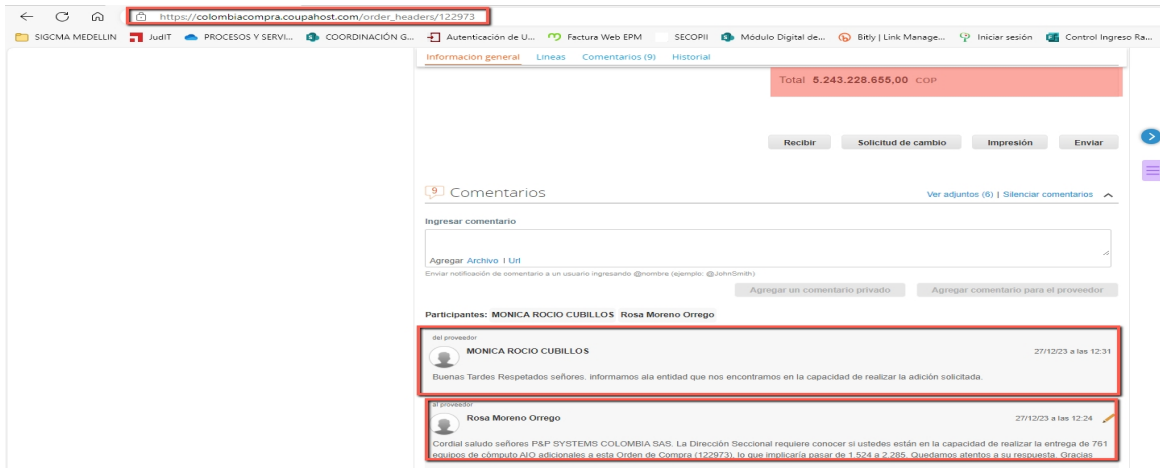 https://colombiacompra.coupahost.com/order_headers/122973
SIGCMA MEDELLIN JudIT PROCESOS Y SERVI... COORDINACIÓN G... Autenticación de U... Factura Web EPM SECOPII Módulo Digital de... Bitly | Link Manage... Iniciar sesión Control Ingreso Ra...
Información general Líneas Comentarios (9) Historial
Total 5.243.228.655,00 COP
Recibir Solicitud de cambio Impresión Enviar
9 Comentarios Ver adjuntos (6) | Silenciar comentarios
Ingresar comentario
Agregar Archivo | Url
Enviar notificación de comentario a un usuario ingresando @nombre (ejemplo: @JohnSmith)
Agregar un comentario privado Agregar comentario para el proveedor
Participantes: MONICA ROCIO CUBILLOS Rosa Moreno Orrego
del proveedor
MONICA ROCIO CUBILLOS 27/12/23 a las 12:31
Buenas Tardes Respetados señores, informamos ala entidad que nos encontramos en la capacidad de realizar la adición solicitada.
al proveedor
Rosa Moreno Orrego 27/12/23 a las 12:24
Cordial saludo señores P&P SYSTEMS COLOMBIA SAS. La Dirección Seccional requiere conocer si ustedes están en la capacidad de realizar la entrega de 761
equipos de cómputo AIO adicionales a esta Orden de Compra (122973), lo que implicaría pasar de 1.524 a 2.285. Quedamos atentos a su respuesta. Gracias